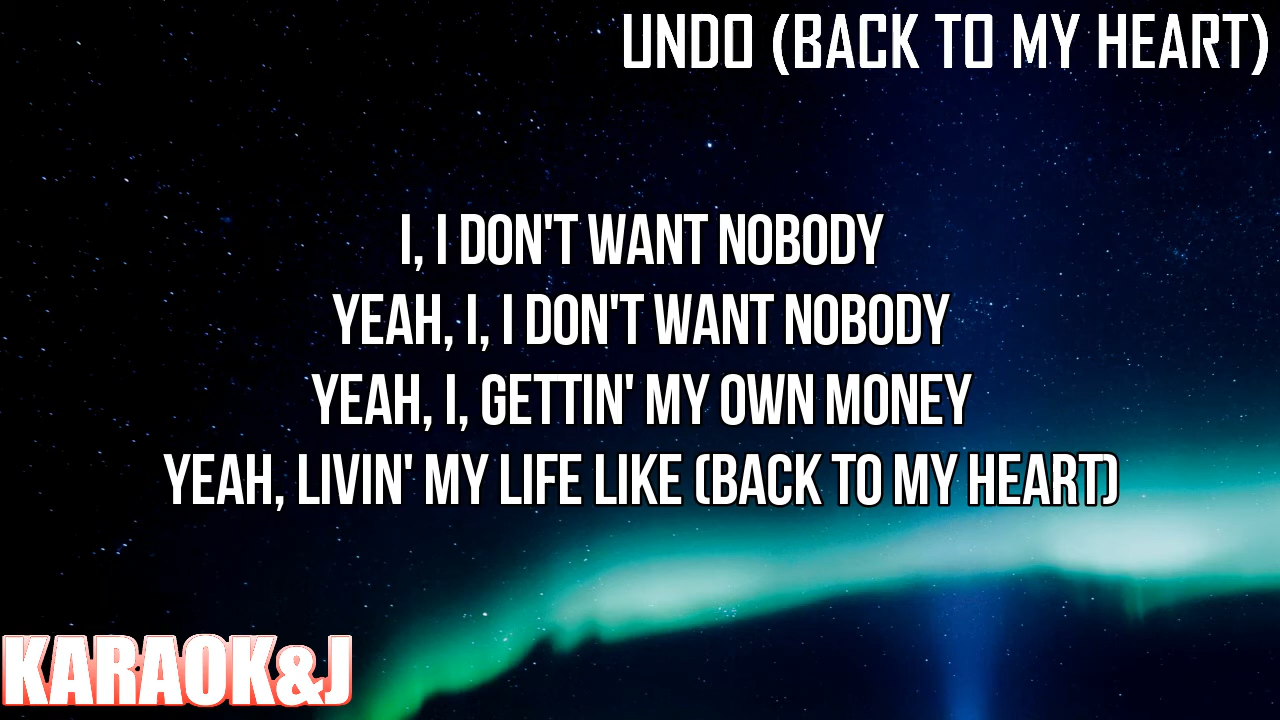 UNDO (BACK TO MY HEART)
I, I DON'T WANT NOBODY
YEAH, I, I DON'T WANT NOBODY
YEAH, I, GETTIN' MY OWN MONEY
YEAH, LIVIN' MY LIFE LIKE (BACK TO MY HEART)
KARAOK&J